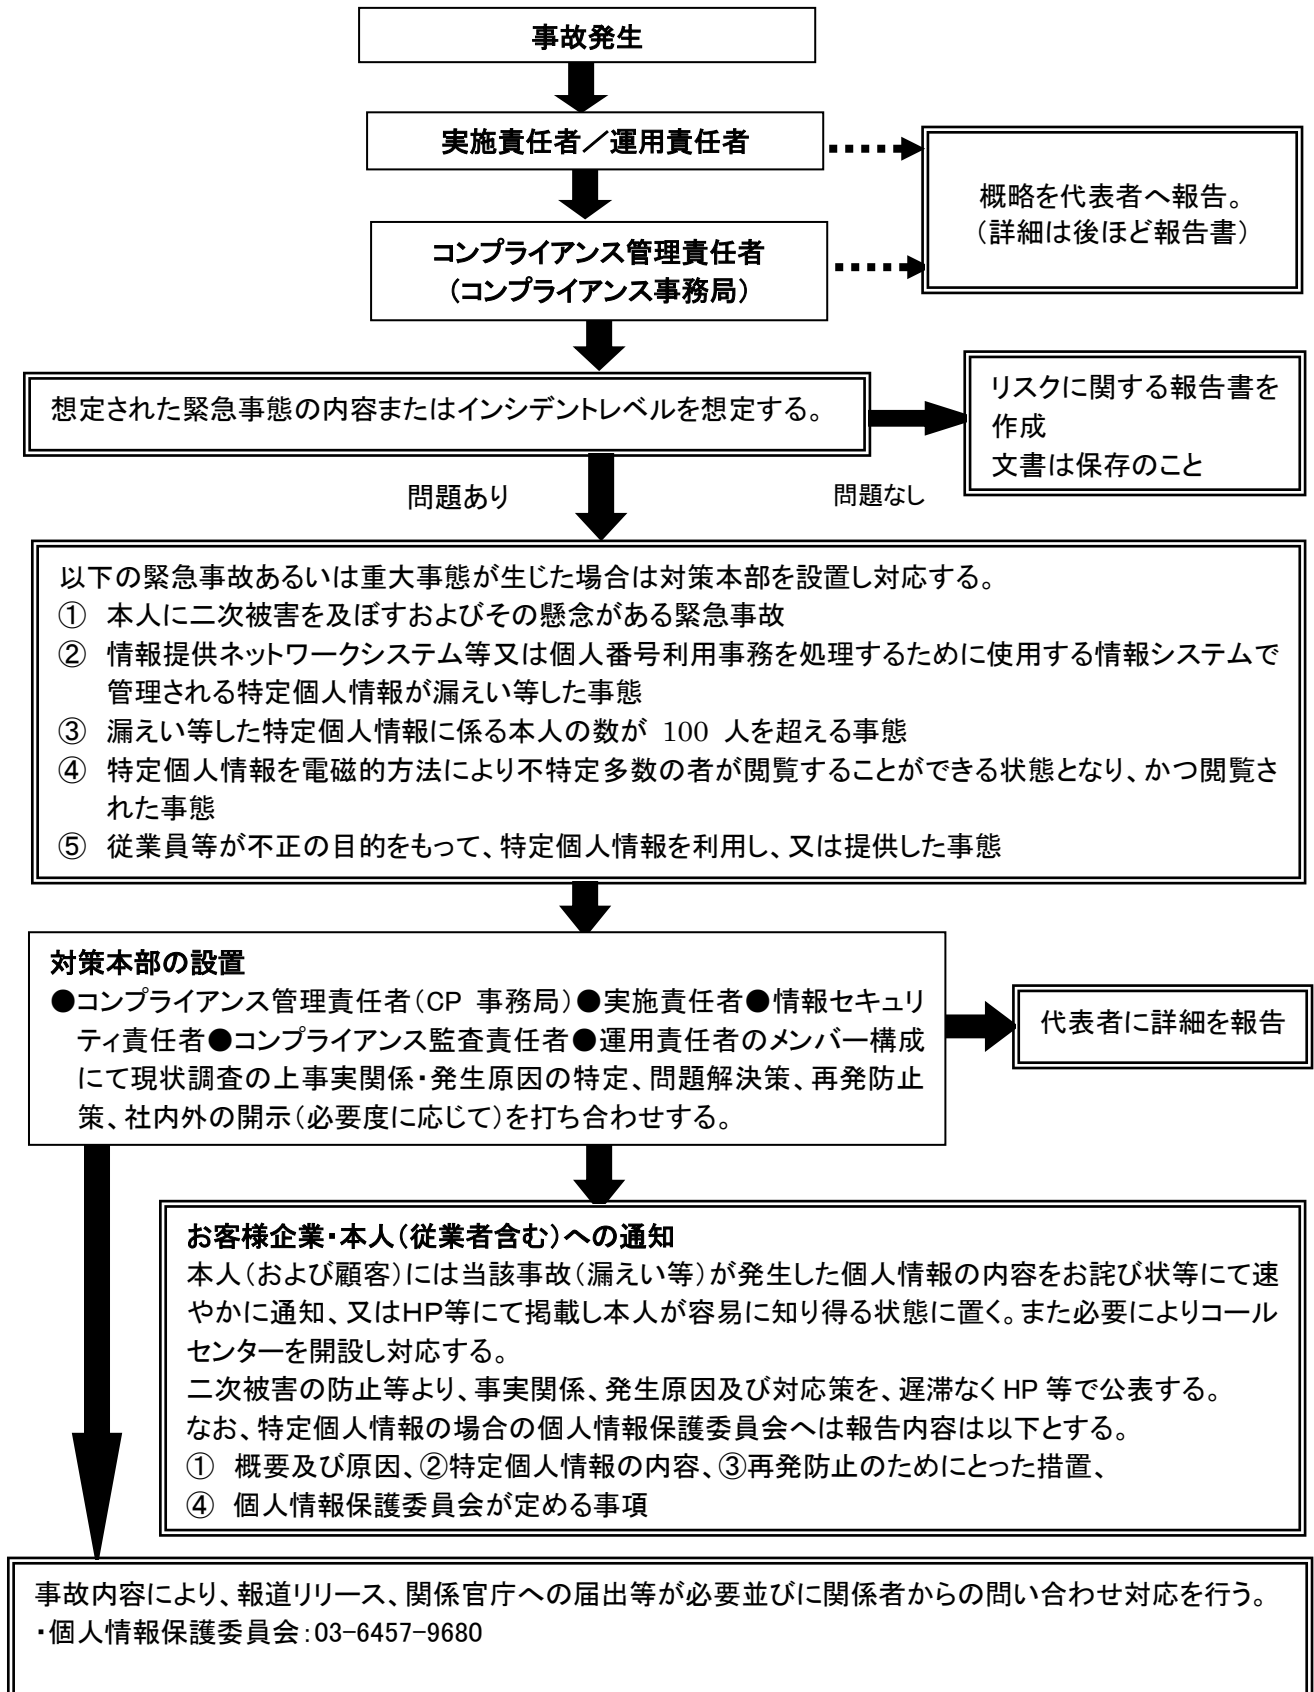 事故発生
実施責任者／運用責任者
概略を代表者へ報告。
（詳細は後ほど報告書）
コンプライアンス管理責任者
（コンプライアンス事務局）
想定された緊急事態の内容またはインシデントレベルを想定する。
リスクに関する報告書を
作成
文書は保存のこと
問題あり
問題なし
以下の緊急事故あるいは重大事態が生じた場合は対策本部を設置し対応する。
① 本人に二次被害を及ぼすおよびその懸念がある緊急事故
② 情報提供ネットワークシステム等又は個人番号利用事務を処理するために使用する情報システムで
管理される特定個人情報が漏えい等した事態
③ 漏えい等した特定個人情報に係る本人の数が 100 人を超える事態
④ 特定個人情報を電磁的方法により不特定多数の者が閲覧することができる状態となり、かつ閲覧さ
れた事態
⑤ 従業員等が不正の目的をもって、特定個人情報を利用し、又は提供した事態
対策本部の設置
●コンプライアンス管理責任者（CP 事務局）●実施責任者●情報セキュリ
ティ責任者●コンプライアンス監査責任者●運用責任者のメンバー構成
にて現状調査の上事実関係・発生原因の特定、問題解決策、再発防止
策、社内外の開示（必要度に応じて）を打ち合わせする。
代表者に詳細を報告
お客様企業・本人（従業者含む）への通知
本人（および顧客）には当該事故（漏えい等）が発生した個人情報の内容をお詫び状等にて速
やかに通知、又はHP等にて掲載し本人が容易に知り得る状態に置く。また必要によりコール
センターを開設し対応する。
二次被害の防止等より、事実関係、発生原因及び対応策を、遅滞なく HP 等で公表する。
なお、特定個人情報の場合の個人情報保護委員会へは報告内容は以下とする。
① 概要及び原因、②特定個人情報の内容、③再発防止のためにとった措置、
④ 個人情報保護委員会が定める事項
事故内容により、報道リリース、関係官庁への届出等が必要並びに関係者からの問い合わせ対応を行う。
・個人情報保護委員会：03-6457-9680